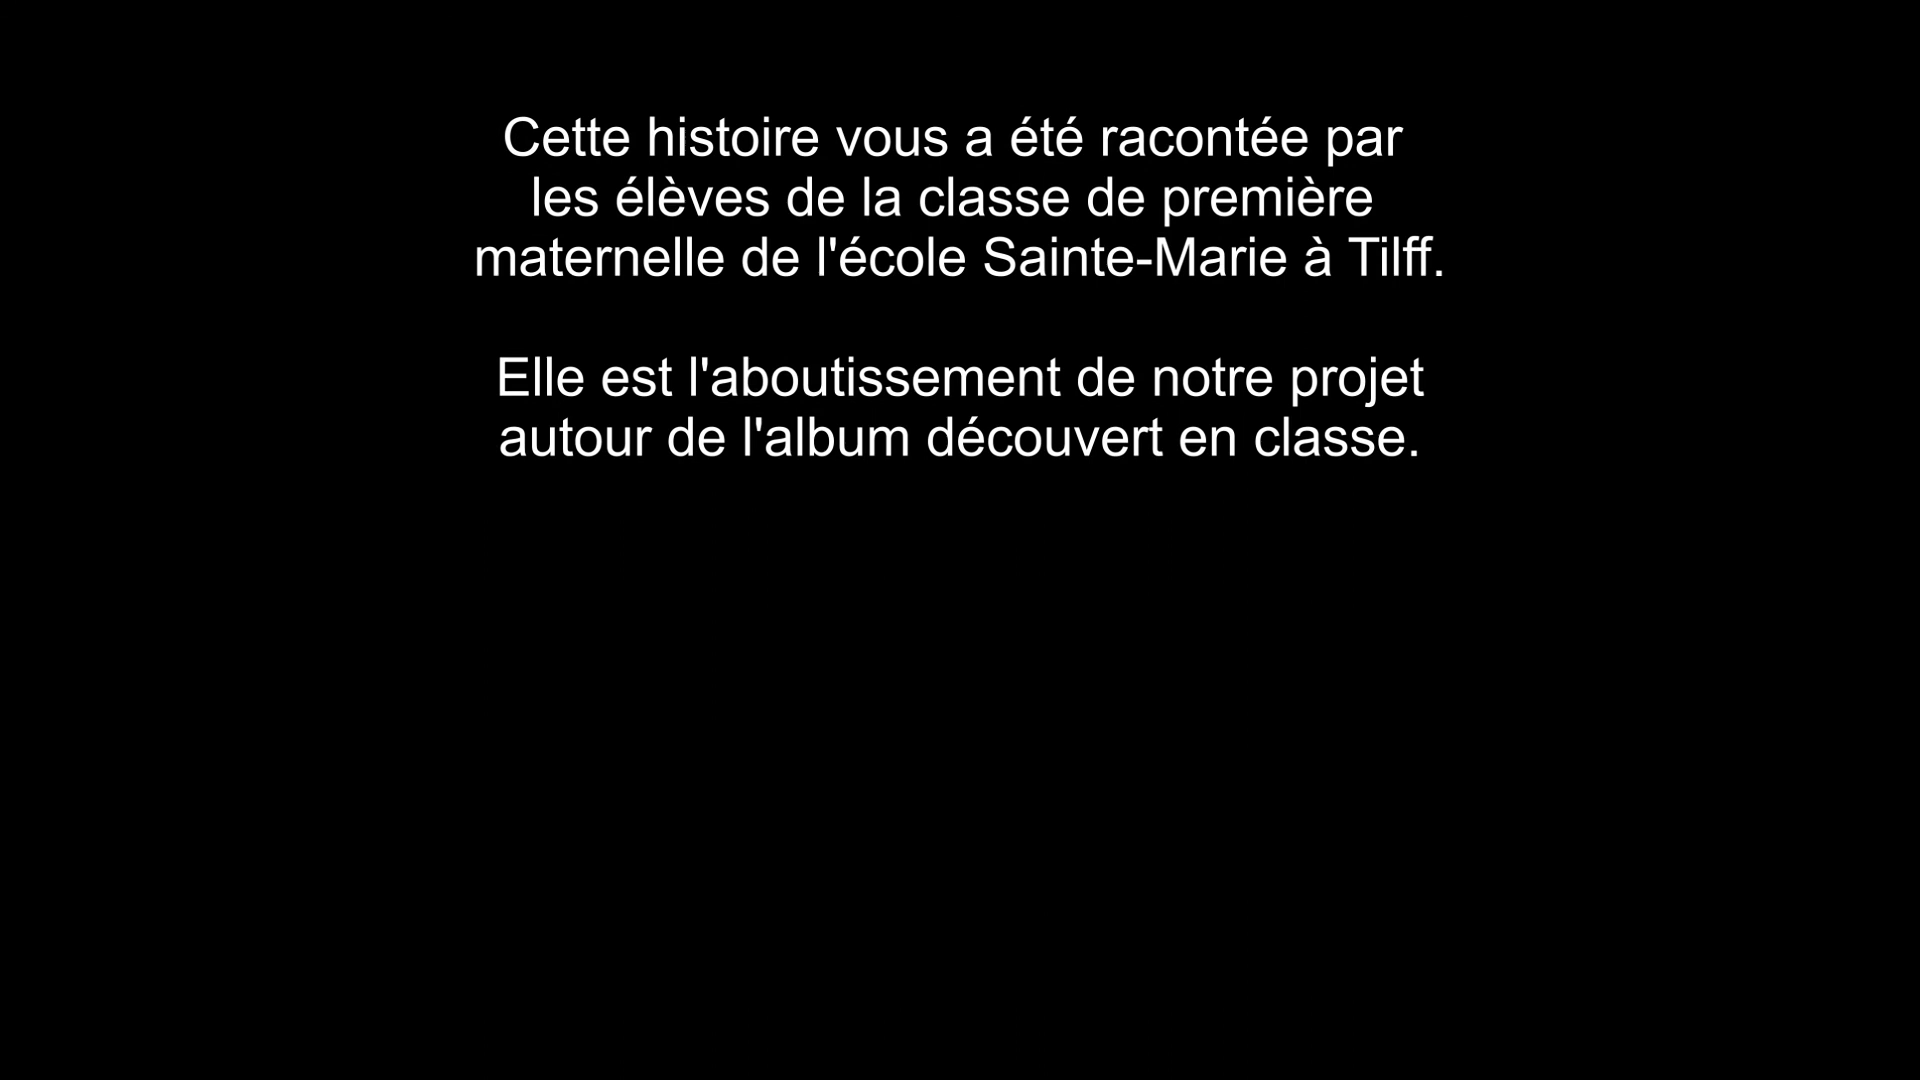 Cette histoire vous a été racontée par
les élèves de la classe de première
maternelle de l'école Sainte-Marie à Tilff.
Elle est l'aboutissement de notre projet
autour de l'album découvert en classe.